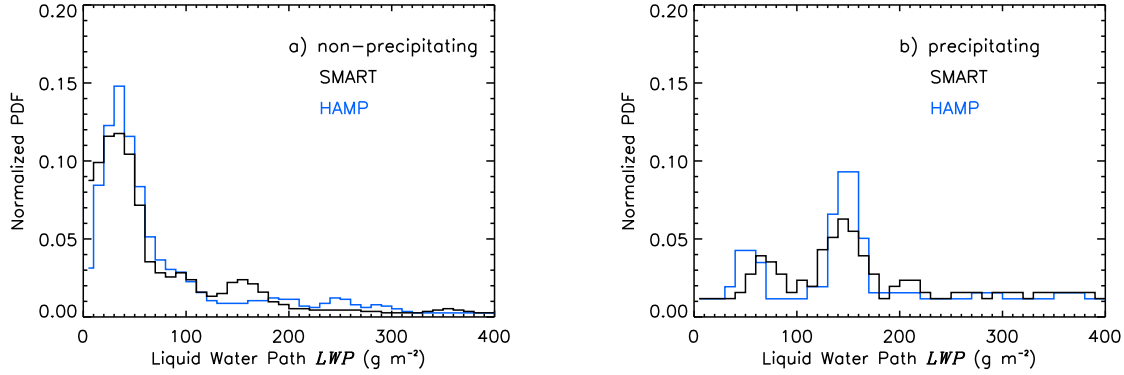 0.20
a) non-precipitating
SMART
0.15
HAMP
0.10
0.05
0.00
0 100 200 300 400
Normalized PDF
Liquid Water Path LWP (g m⁻²)
0.20
b) precipitating
SMART
0.15
HAMP
0.10
0.05
0.00
0 100 200 300 400
Normalized PDF
Liquid Water Path LWP (g m⁻²)